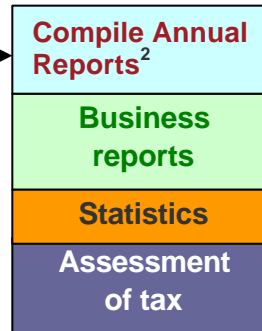 Compile Annual
Reports²
Business
reports
Statistics
Assessment
of tax